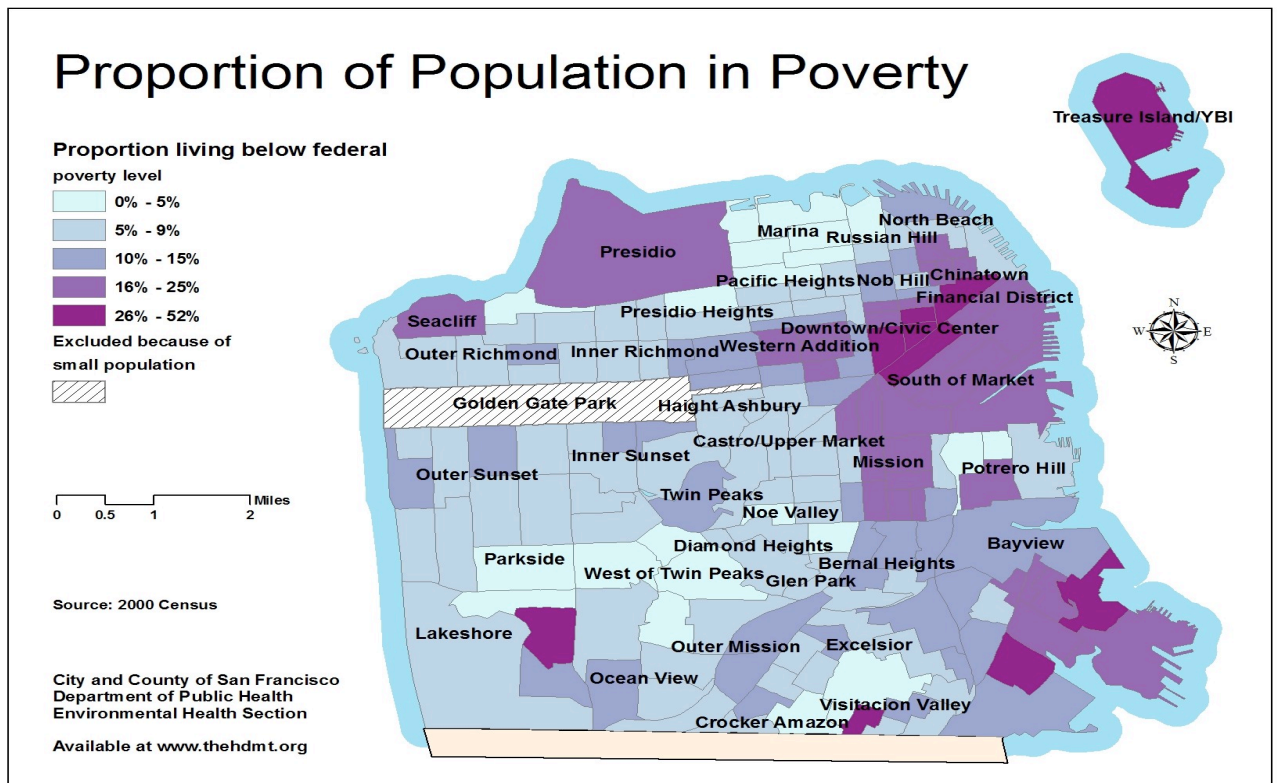 Proportion of Population in Poverty
Treasure Island/YBI
Proportion living below federal
poverty level
0% - 5%
5% - 9%
10% - 15%
16% - 25%
26% - 52%
Excluded because of
small population
North Beach
Marina
Russian Hill
Presidio
Chinatown
Pacific Heights
Nob Hill
Financial District
Seacliff
Presidio Heights
Downtown/Civic Center
Outer Richmond
Inner Richmond
Western Addition
South of Market
Golden Gate Park
Haight Ashbury
Castro/Upper Market
Inner Sunset
Mission
Potrero Hill
Outer Sunset
Twin Peaks
Noe Valley
Parkside
Diamond Heights
Bayview
West of Twin Peaks
Glen Park
Bernal Heights
Lakeshore
Outer Mission
Excelsior
Ocean View
Visitacion Valley
Crocker Amazon
N
W E
S
Miles
0 0.5 1 2
Source: 2000 Census
City and County of San Francisco
Department of Public Health
Environmental Health Section
Available at www.thehdmt.org